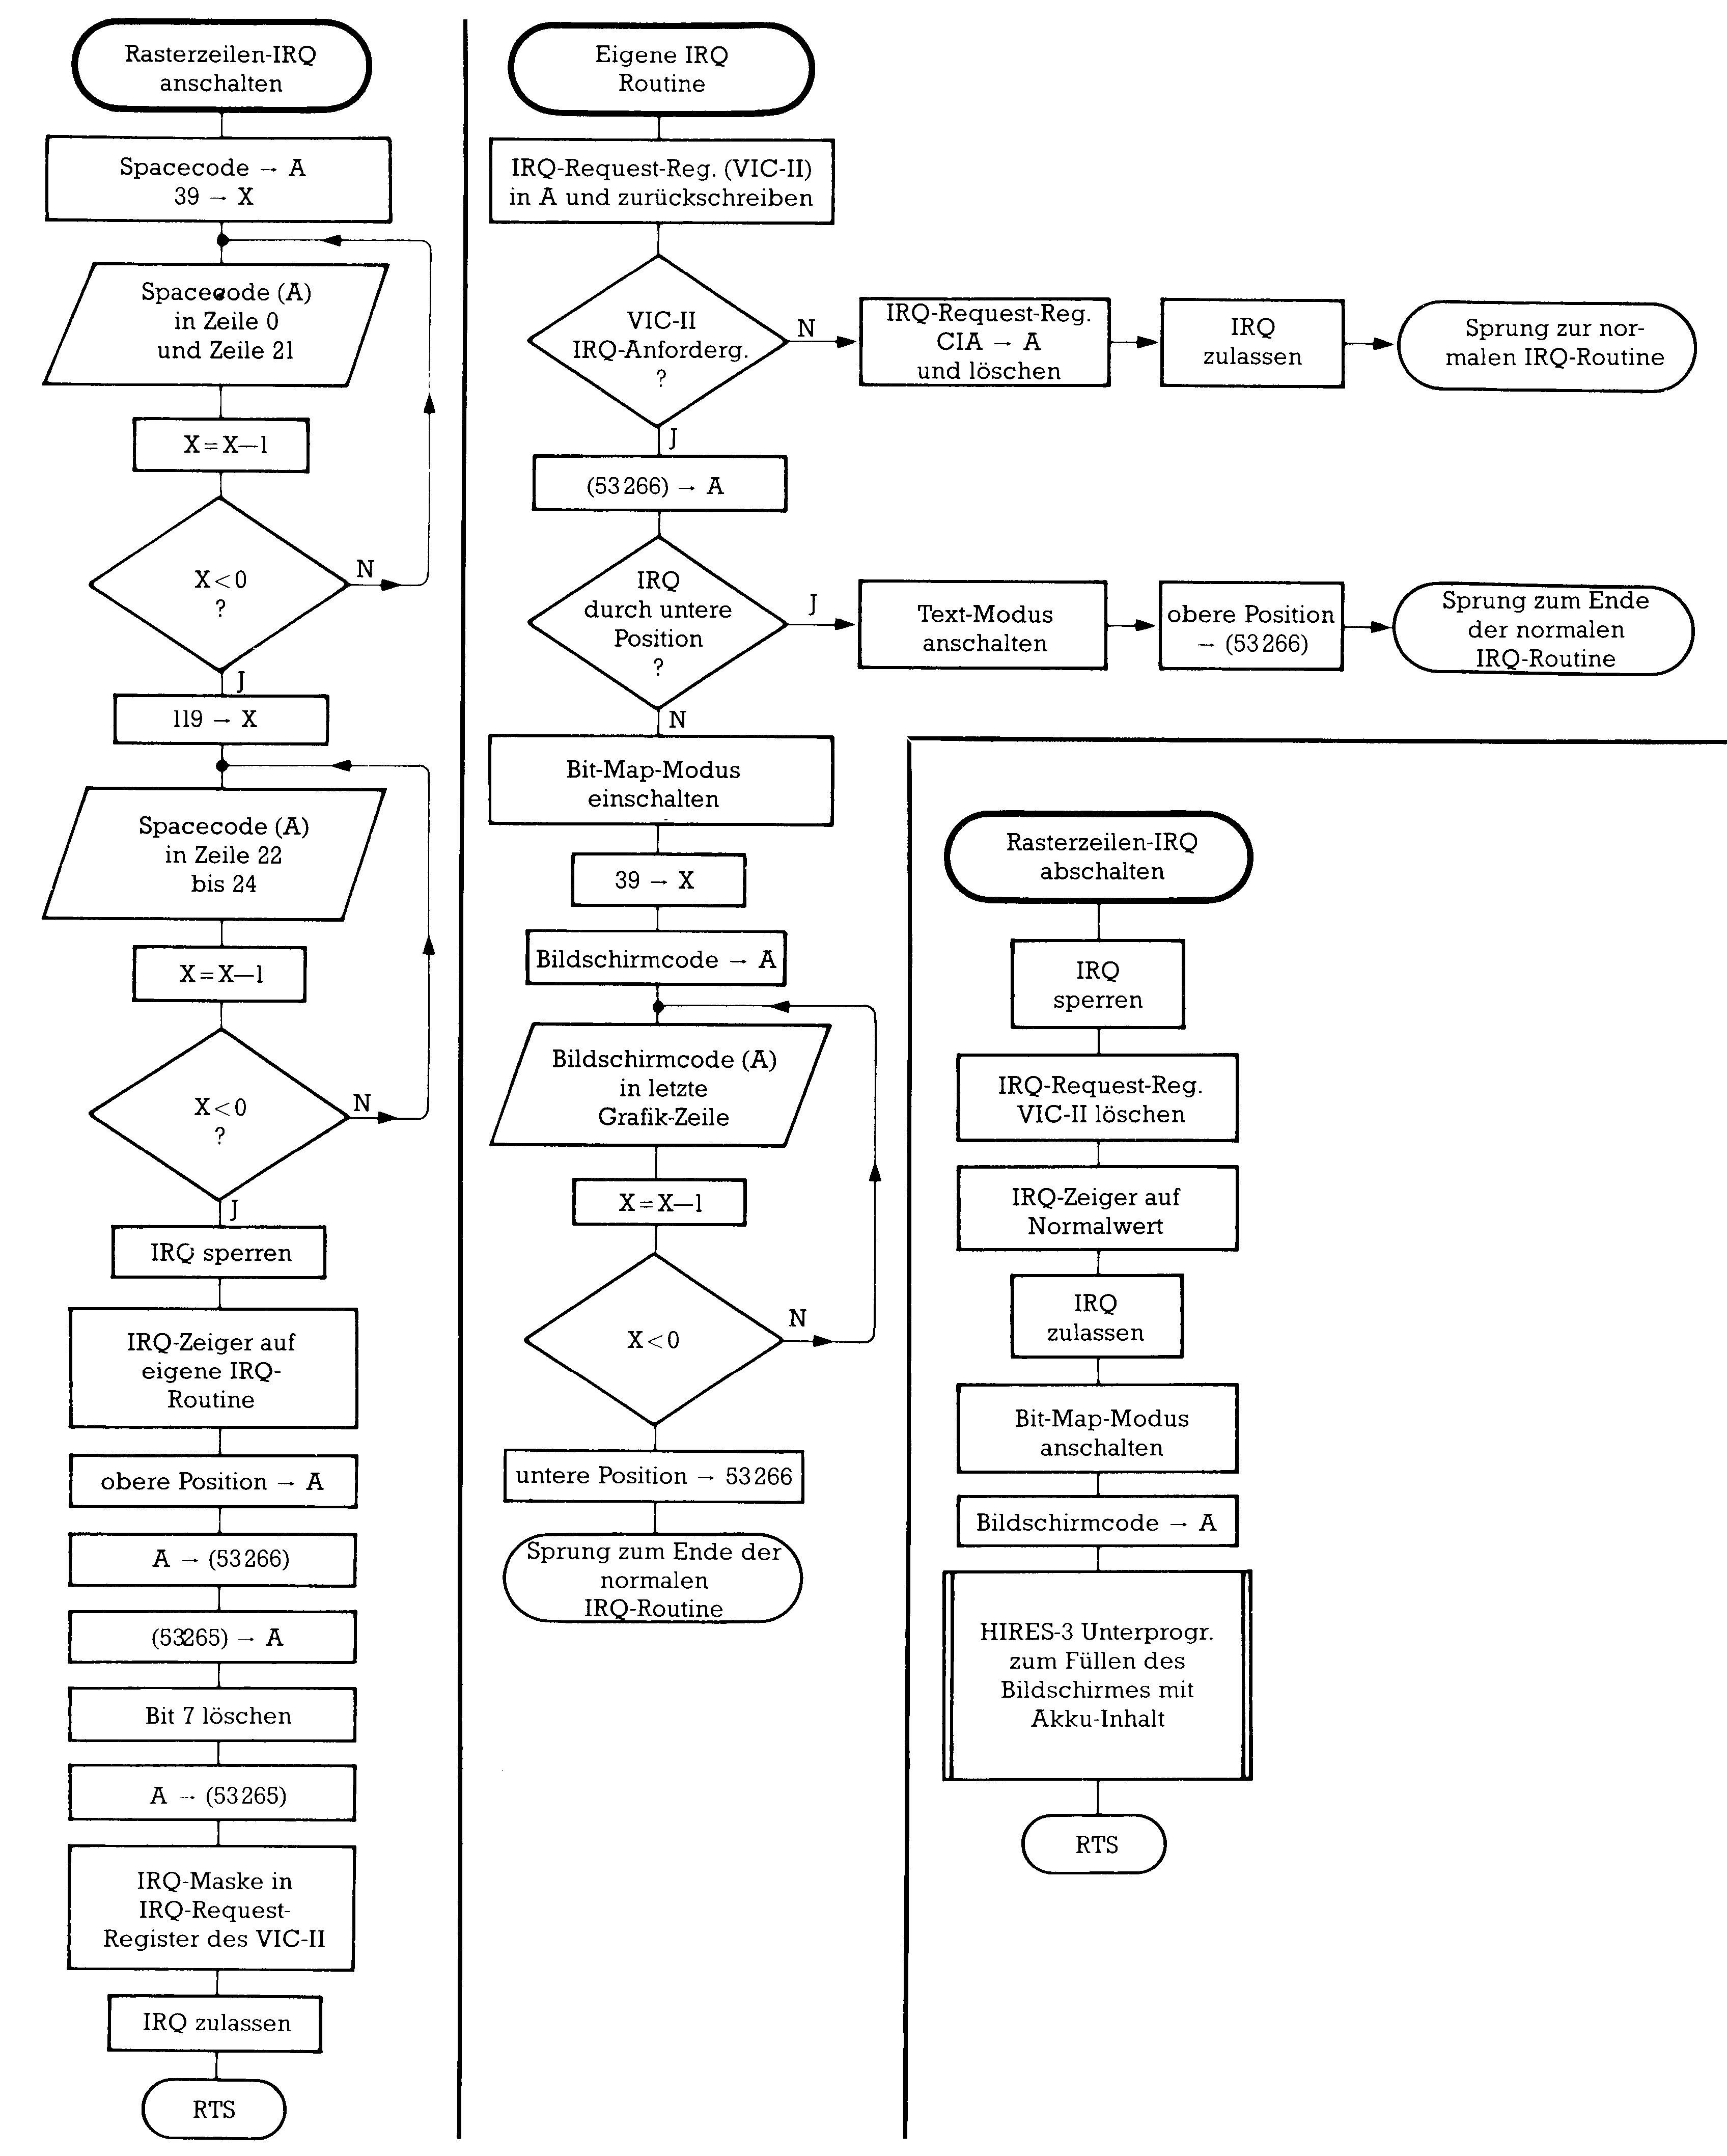 Rasterzeilen-IRQ
anschalten
Spacecode → A
39 → X
Spacecode (A)
in Zeile 0
und Zeile 21
X=X—1
X<0
?
N
J
119 → X
Spacecode (A)
in Zeile 22
bis 24
X=X—1
X<0
?
N
J
IRQ sperren
IRQ-Zeiger auf
eigene IRQ-
Routine
obere Position → A
A → (53266)
(53265) → A
Bit 7 löschen
A → (53265)
IRQ-Maske in
IRQ-Request-
Register des VIC-II
IRQ zulassen
RTS
Eigene IRQ
Routine
IRQ-Request-Reg. (VIC-II)
in A und zurückschreiben
VIC-II
IRQ-Anforderg.
?
N
IRQ-Request-Reg.
CIA → A
und löschen
IRQ
zulassen
Sprung zur nor-
malen IRQ-Routine
J
(53266) → A
IRQ
durch untere
Position
?
J
Text-Modus
anschalten
obere Position
→ (53266)
Sprung zum Ende
der normalen
IRQ-Routine
N
Bit-Map-Modus
einschalten
39 → X
Bildschirmcode → A
Bildschirmcode (A)
in letzte
Grafik-Zeile
X=X—1
X<0
N
untere Position → 53266
Sprung zum Ende der
normalen
IRQ-Routine
Rasterzeilen-IRQ
abschalten
IRQ
sperren
IRQ-Request-Reg.
VIC-II löschen
IRQ-Zeiger auf
Normalwert
IRQ
zulassen
Bit-Map-Modus
anschalten
Bildschirmcode → A
HIRES-3 Unterprogr.
zum Füllen des
Bildschirmes mit
Akku-Inhalt
RTS